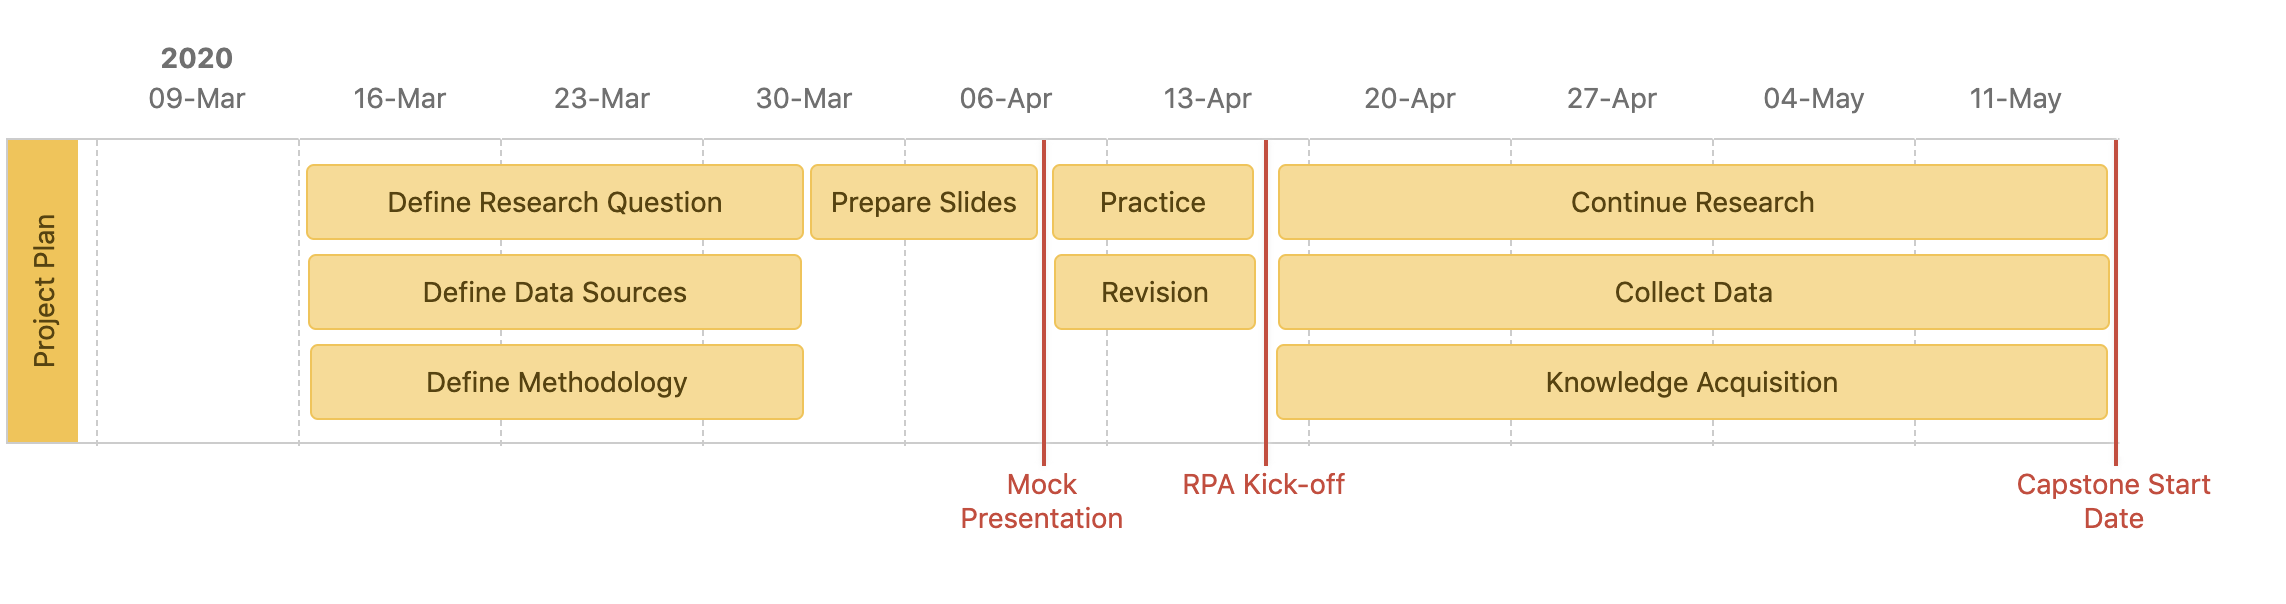 2020
09-Mar
16-Mar
23-Mar
30-Mar
06-Apr
13-Apr
20-Apr
27-Apr
04-May
11-May
Project Plan
Define Research Question
Prepare Slides
Practice
Continue Research
Define Data Sources
Revision
Collect Data
Define Methodology
Knowledge Acquisition
Mock
Presentation
RPA Kick-off
Capstone Start
Date